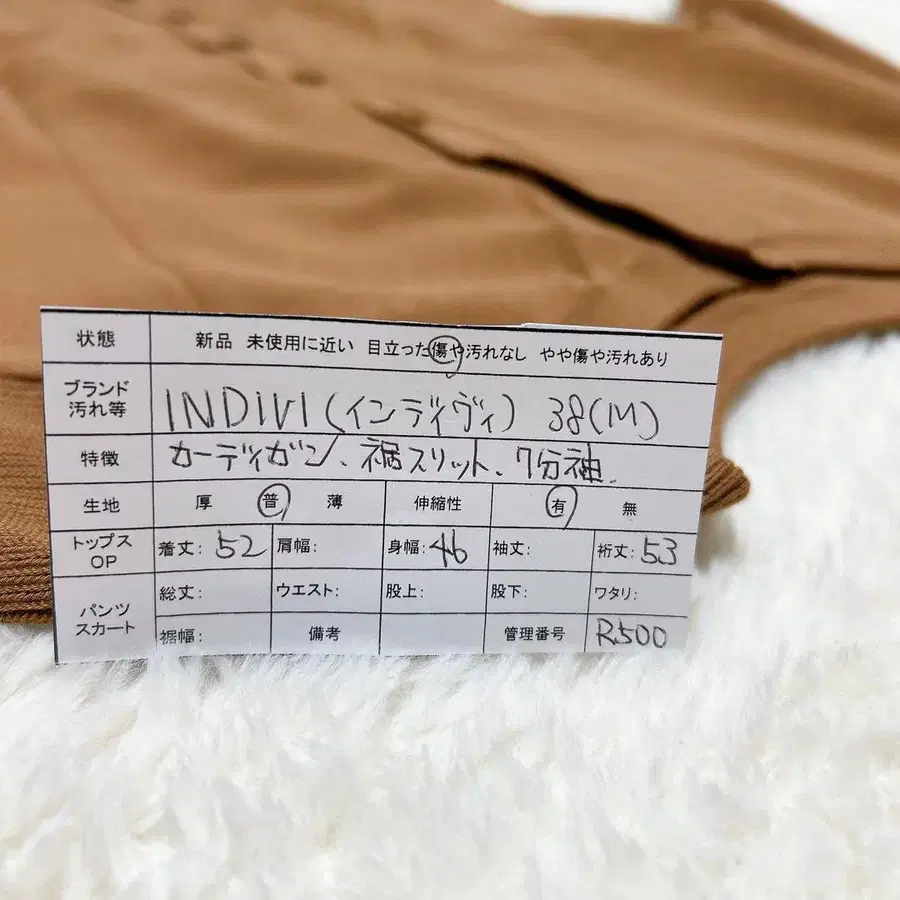 状態 新品 未使用に近い 目立った傷や汚れなし やや傷や汚れあり
ブランド
汚れ等 INDIVI(インディヴィ) 38(M)
特徴 カーディガン、裾スリット、7分袖
生地 厚 普 薄 伸縮性 有 無
トップス
OP 着丈: 52 肩幅: 身幅: 46 袖丈: 裄丈: 53
パンツ
スカート 総丈: ウエスト: 股上: 股下: ワタリ:
裾幅: 備考 管理番号 R500